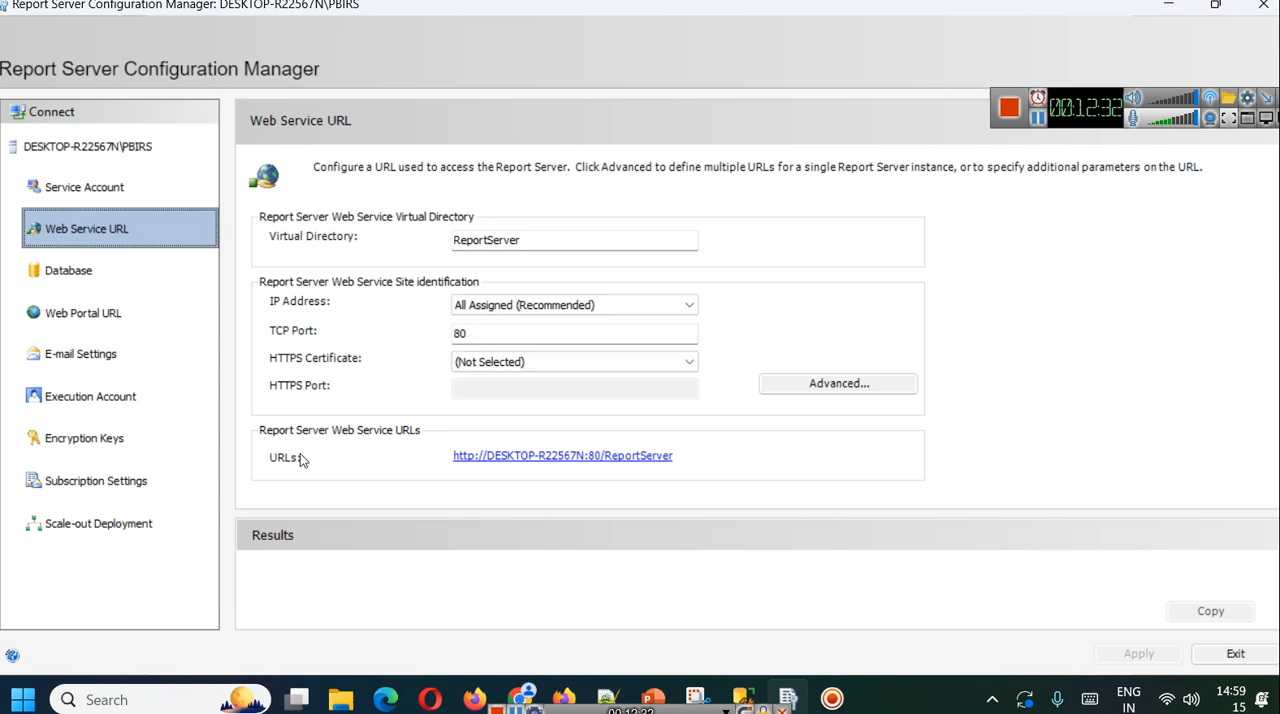 Report Server Configuration Manager: DESKTOP-R22567N\PBIRS
Report Server Configuration Manager
Connect
DESKTOP-R22567N\PBIRS
Service Account
Web Service URL
Database
Web Portal URL
E-mail Settings
Execution Account
Encryption Keys
Subscription Settings
Scale-out Deployment
00:12:32
Web Service URL
Configure a URL used to access the Report Server. Click Advanced to define multiple URLs for a single Report Server instance, or to specify additional parameters on the URL.
Report Server Web Service Virtual Directory
Virtual Directory: ReportServer
Report Server Web Service Site identification
IP Address: All Assigned (Recommended)
TCP Port: 80
HTTPS Certificate: (Not Selected)
HTTPS Port:
Advanced...
Report Server Web Service URLs
URLs: http://DESKTOP-R22567N:80/ReportServer
Results
Copy
Apply Exit
Search
ENG
IN
14:59
15